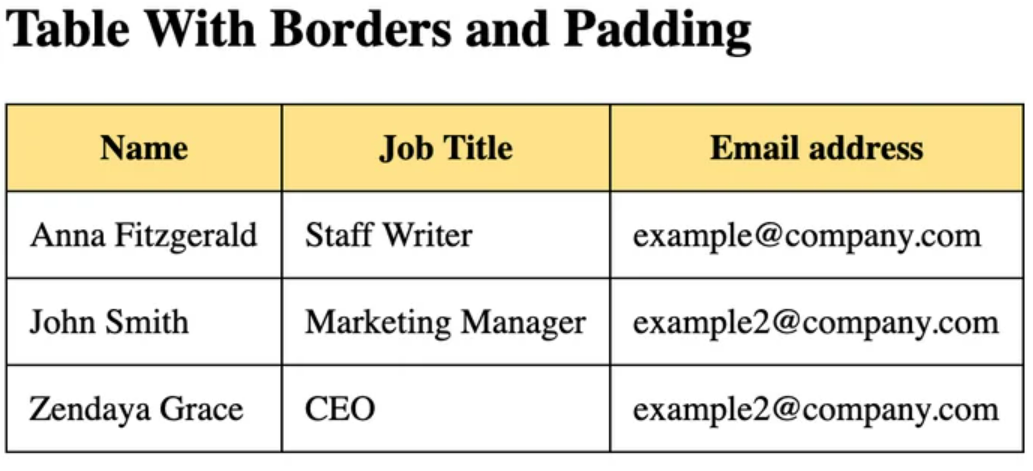 Table With Borders and Padding
Name Job Title Email address
Anna Fitzgerald Staff Writer example@company.com
John Smith Marketing Manager example2@company.com
Zendaya Grace CEO example2@company.com